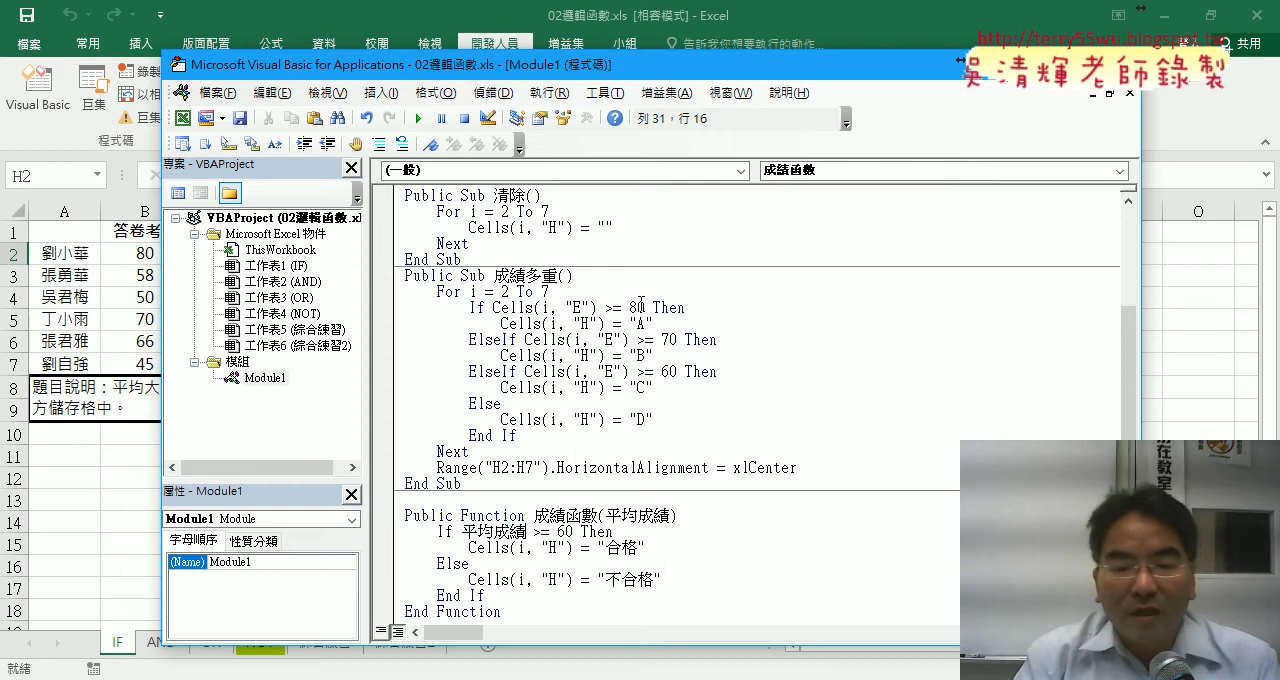 02邏輯函數.xls [相容模式] - Excel
檔案 常用 插入 版面配置 公式 資料 校閱 檢視 開發人員 增益集 小組 告訴我您想要執行的動作... 共用
http://terry55wu.blogspot.tw
吳清輝老師錄製
Visual Basic 巨集
程式碼
H2
Microsoft Visual Basic for Applications - 02邏輯函數.xls - [Module1 (程式碼)]
插入(I) 格式(O) 執行(R) 工具(T) 增益集(A) 視窗(W) 說明(H)
列 31，行 16
專案 - VBAProject
(一般) 成績函數
VBAProject (02邏輯函數.xl
Microsoft Excel 物件
ThisWorkbook
工作表1 (IF)
工作表2 (AND)
工作表3 (OR)
工作表4 (NOT)
工作表5 (綜合練習)
工作表6 (綜合練習2)
模組
Module1
屬性 - Module1
Module1 Module
字母順序 性質分類
(Name) Module1
Public Sub 清除()
For i = 2 To 7
Cells(i, "H") = ""
Next
End Sub
Public Sub 成績多重()
For i = 2 To 7
If Cells(i, "E") >= 80 Then
Cells(i, "H") = "A"
ElseIf Cells(i, "E") >= 70 Then
Cells(i, "H") = "B"
ElseIf Cells(i, "E") >= 60 Then
Cells(i, "H") = "C"
Else
Cells(i, "H") = "D"
End If
Next
Range("H2:H7").HorizontalAlignment = xlCenter
End Sub
Public Function 成績函數(平均成績)
If 平均成績 >= 60 Then
Cells(i, "H") = "合格"
Else
Cells(i, "H") = "不合格"
End If
End Function
A B O
1 答卷考
2 劉小華 80
3 張勇華 58
4 吳君梅 50
5 丁小雨 70
6 張君雅 66
7 劉自強 45
8 題目說明：平均大
9 方儲存格中。
10
11
12
13
14
15
16
17
18
IF
就緒
在教室